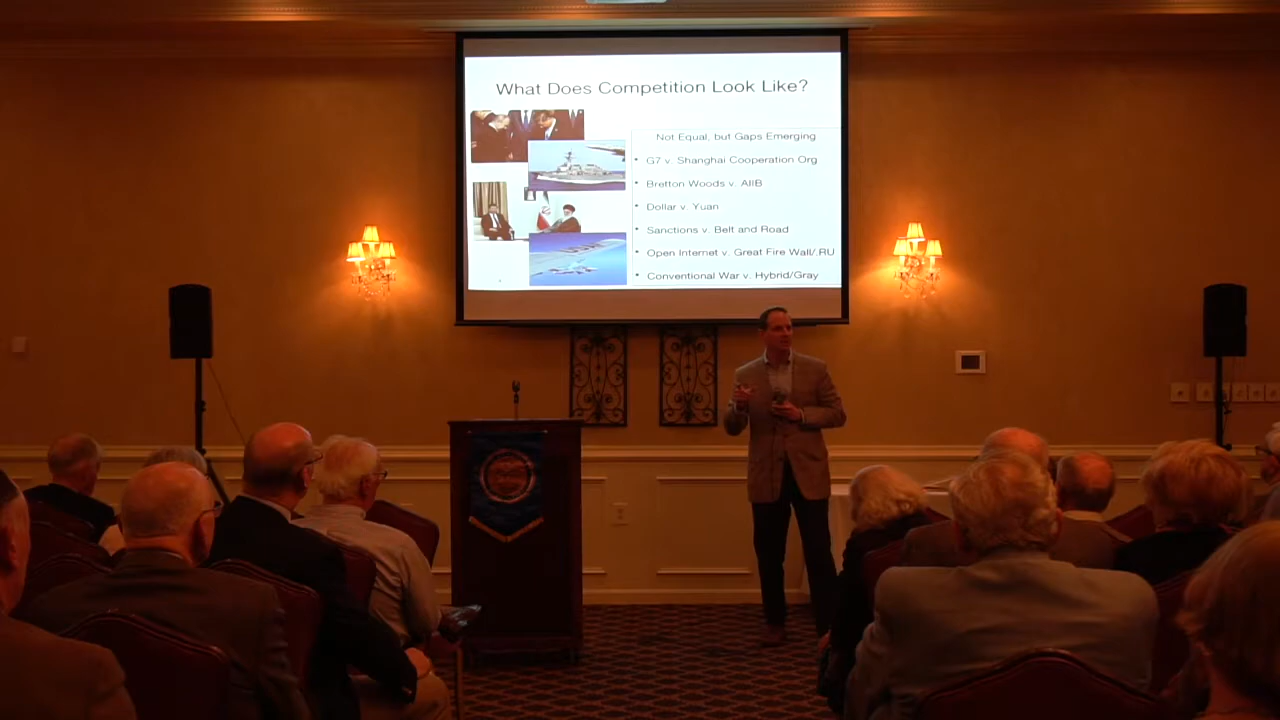 What Does Competition Look Like?
Not Equal, but Gaps Emerging
• G7 v. Shanghai Cooperation Org
• Bretton Woods v. AIIB
• Dollar v. Yuan
• Sanctions v. Belt and Road
• Open Internet v. Great Fire Wall/.RU
• Conventional War v. Hybrid/Gray